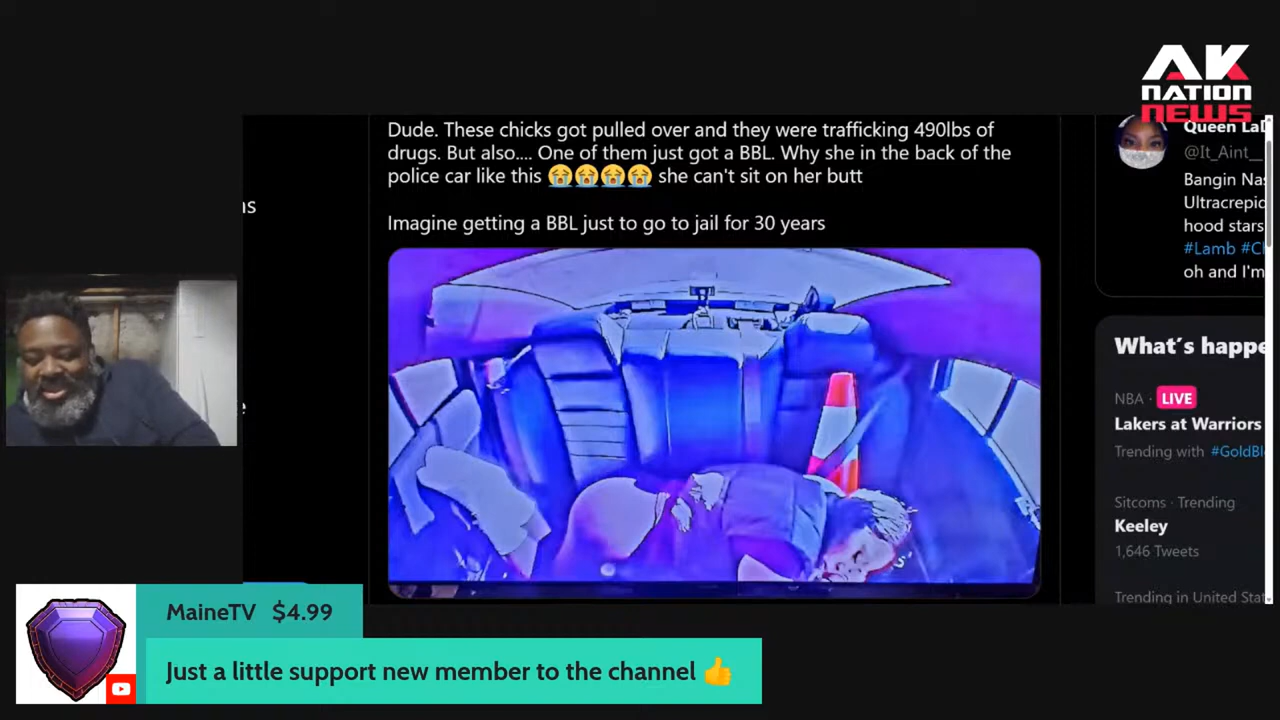 AK
NATION
NEWS
Dude. These chicks got pulled over and they were trafficking 490lbs of
drugs. But also.... One of them just got a BBL. Why she in the back of the
police car like this 😭😭😭😭 she can't sit on her butt
Imagine getting a BBL just to go to jail for 30 years
Queen La
@It_Aint_
Bangin Nas
Ultracrepid
hood stars
#Lamb #Cl
oh and I'm
What's happe
NBA · LIVE
Lakers at Warriors
Trending with #GoldBl
Sitcoms · Trending
Keeley
1,646 Tweets
Trending in United Stat
MaineTV $4.99
Just a little support new member to the channel 👍